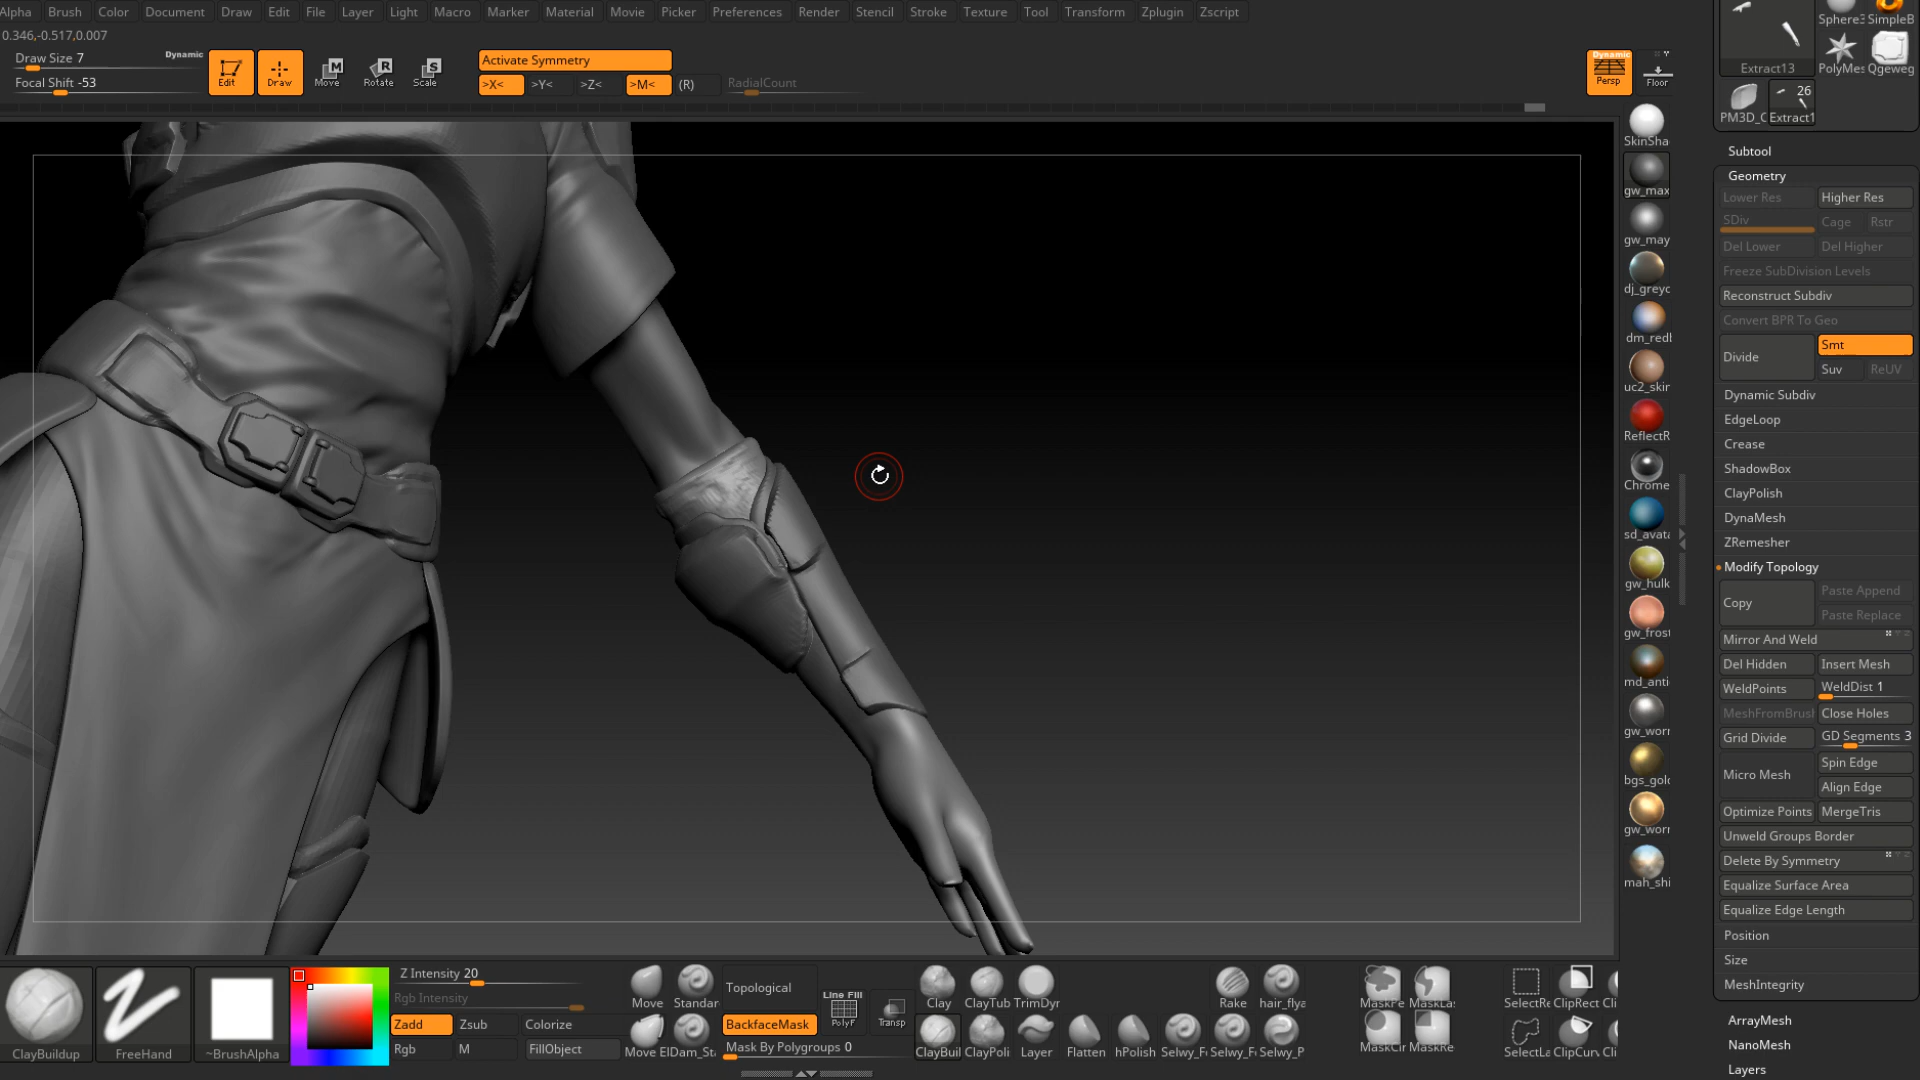 Alpha Brush Color Document Draw Edit File Layer Light Macro Marker Material Movie Picker Preferences Render Stencil Stroke Texture Tool Transform Zplugin Zscript
0.346,-0.517,0.007
Draw Size 7
Dynamic
Focal Shift -53
Edit
Draw
Move
Rotate
Scale
Activate Symmetry
>X< >Y< >Z< >M< (R) RadialCount
Dynamic
Persp
Floor
Extract13
Sphere3 SimpleB
PolyMes Qgeweg
26
PM3D_C Extract1
SkinSha
gw_max
gw_may
dj_greyc
dm_redl
uc2_skin
ReflectR
Chrome
sd_avata
gw_hulk
gw_frost
md_anti
gw_worr
bgs_gold
gw_worr
mah_shi
Subtool
Geometry
Lower Res Higher Res
SDiv Cage Rstr
Del Lower Del Higher
Freeze SubDivision Levels
Reconstruct Subdiv
Convert BPR To Geo
Divide Smt
Suv ReUV
Dynamic Subdiv
EdgeLoop
Crease
ShadowBox
ClayPolish
DynaMesh
ZRemesher
Modify Topology
Copy Paste Append
Paste Replace
Mirror And Weld
Del Hidden Insert Mesh
WeldPoints WeldDist 1
MeshFromBrush Close Holes
Grid Divide GD Segments 3
Micro Mesh Spin Edge
Align Edge
Optimize Points MergeTris
Unweld Groups Border
Delete By Symmetry
Equalize Surface Area
Equalize Edge Length
Position
Size
MeshIntegrity
ArrayMesh
NanoMesh
Layers
ClayBuildup
FreeHand
~BrushAlpha
Z Intensity 20
Rgb Intensity
Zadd Zsub Colorize
Rgb M FillObject
Move Standar
Move ElDam_St
Topological
BackfaceMask
Mask By Polygroups 0
Line Fill
PolyF
Transp
Clay ClayTub TrimDyr
ClayBuil ClayPoli Layer Flatten hPolish Selwy_F Selwy_F Selwy_P
Rake hair_flya
MaskPe MaskLa
MaskCir MaskRe
SelectRe ClipRect Cli
SelectLa ClipCurv Cli